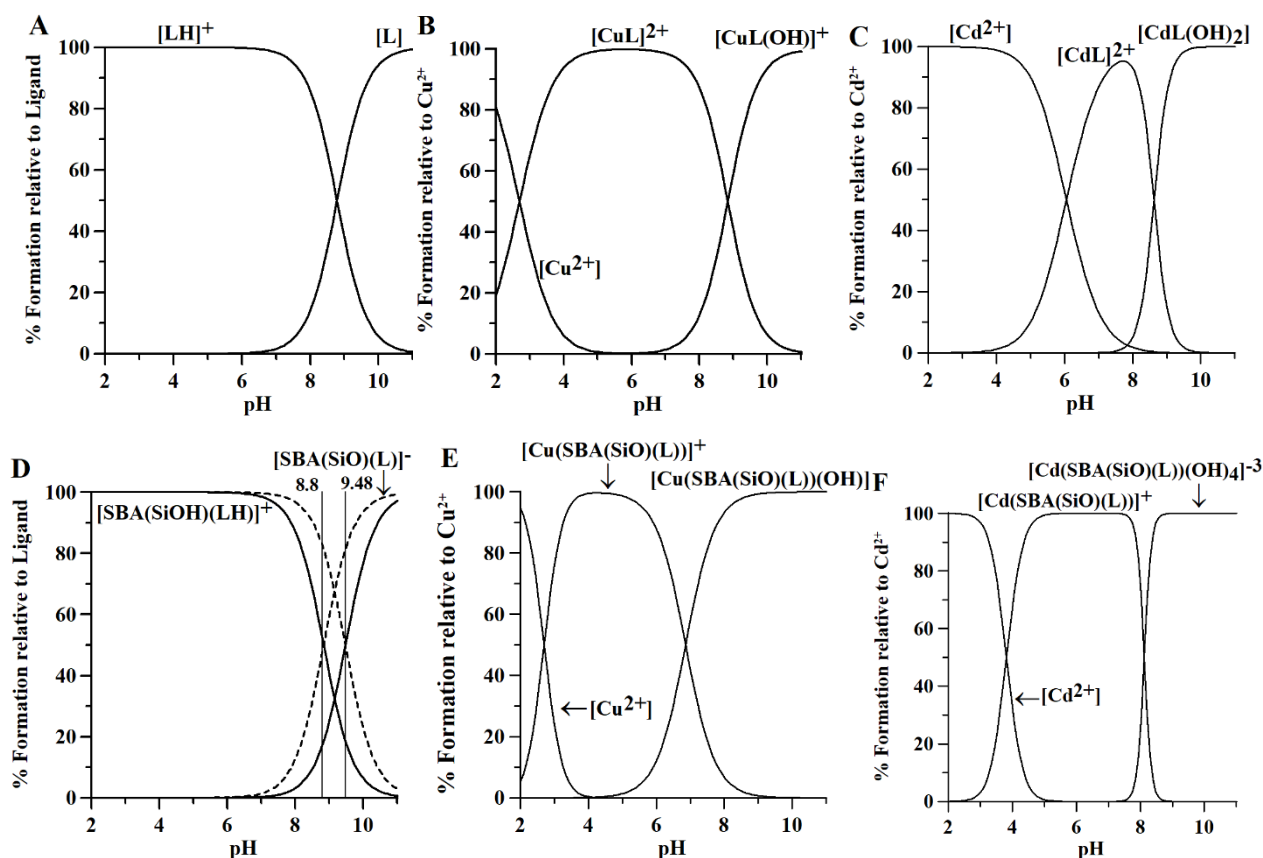 A
[LH]+
[L]
% Formation relative to Ligand
100
80
60
40
20
0
2 4 6 8 10
pH
B
[CuL]2+
[CuL(OH)]+
[Cu2+]
% Formation relative to Cu2+
100
80
60
40
20
0
2 4 6 8 10
pH
C
[Cd2+]
[CdL]2+
[CdL(OH)2]
% Formation relative to Cd2+
100
80
60
40
20
0
2 4 6 8 10
pH
D
[SBA(SiO)(L)]-
8.8
9.48
[SBA(SiOH)(LH)]+
% Formation relative to Ligand
100
80
60
40
20
0
2 4 6 8 10
pH
E
[Cu(SBA(SiO)(L))]+
[Cu(SBA(SiO)(L))(OH)]
[Cu2+]
% Formation relative to Cu2+
100
80
60
40
20
0
2 4 6 8 10
pH
F
[Cd(SBA(SiO)(L))(OH)4]-3
[Cd(SBA(SiO)(L))]+
[Cd2+]
% Formation relative to Cd2+
100
80
60
40
20
0
2 4 6 8 10
pH